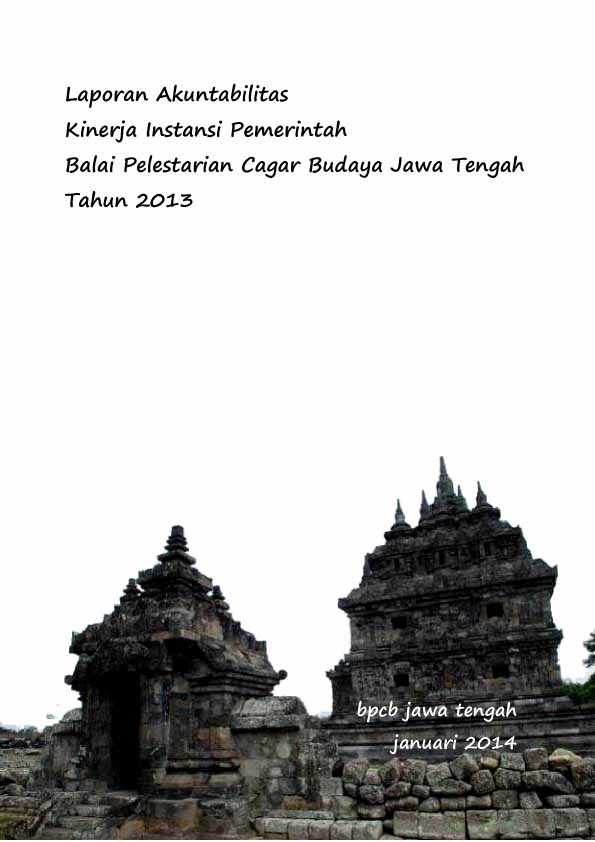 Laporan Akuntabilitas
Kinerja Instansi Pemerintah
Balai Pelestarian Cagar Budaya Jawa Tengah
Tahun 2013
bpcb jawa tengah
januari 2014